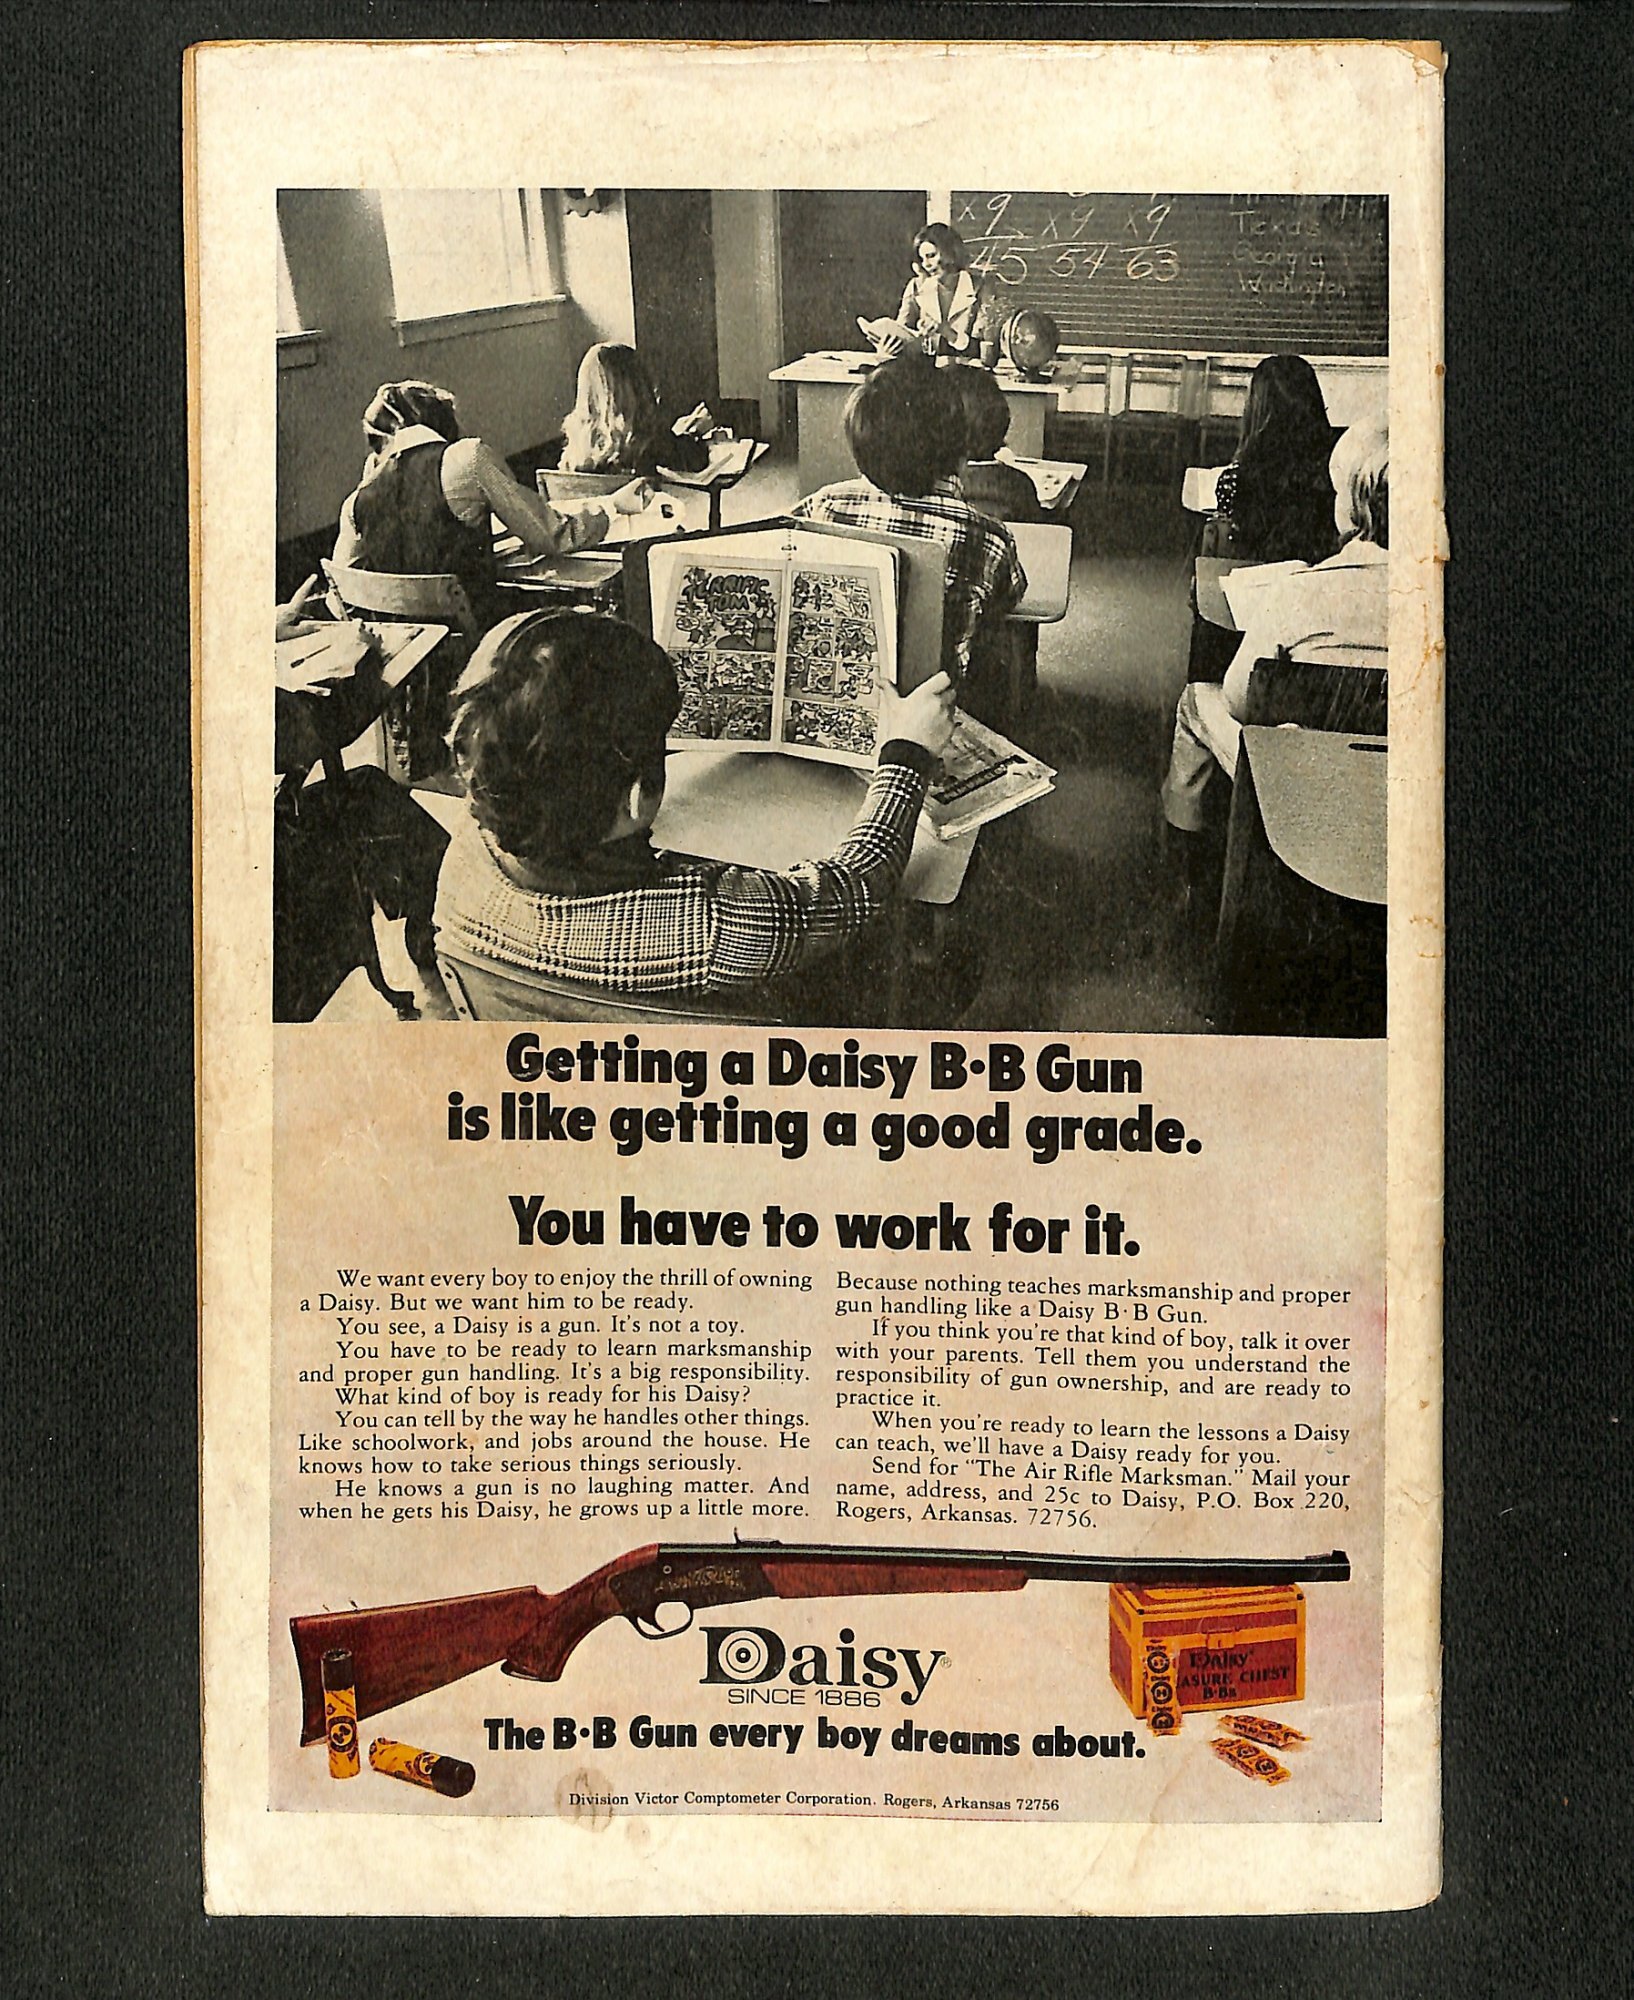 x9 x9 x9
45 54 63
Texas
Georgia
Washington
TERRIFIC
TOM
Getting a Daisy B·B Gun
is like getting a good grade.
You have to work for it.
We want every boy to enjoy the thrill of owning
a Daisy. But we want him to be ready.
You see, a Daisy is a gun. It's not a toy.
You have to be ready to learn marksmanship
and proper gun handling. It's a big responsibility.
What kind of boy is ready for his Daisy?
You can tell by the way he handles other things.
Like schoolwork, and jobs around the house. He
knows how to take serious things seriously.
He knows a gun is no laughing matter. And
when he gets his Daisy, he grows up a little more.
Because nothing teaches marksmanship and proper
gun handling like a Daisy B·B Gun.
If you think you're that kind of boy, talk it over
with your parents. Tell them you understand the
responsibility of gun ownership, and are ready to
practice it.
When you're ready to learn the lessons a Daisy
can teach, we'll have a Daisy ready for you.
Send for "The Air Rifle Marksman." Mail your
name, address, and 25c to Daisy, P.O. Box 220,
Rogers, Arkansas. 72756.
Daisy®
SINCE 1886
Daisy
ASURE CHEST
B·Bs
The B·B Gun every boy dreams about.
Division Victor Comptometer Corporation. Rogers, Arkansas 72756